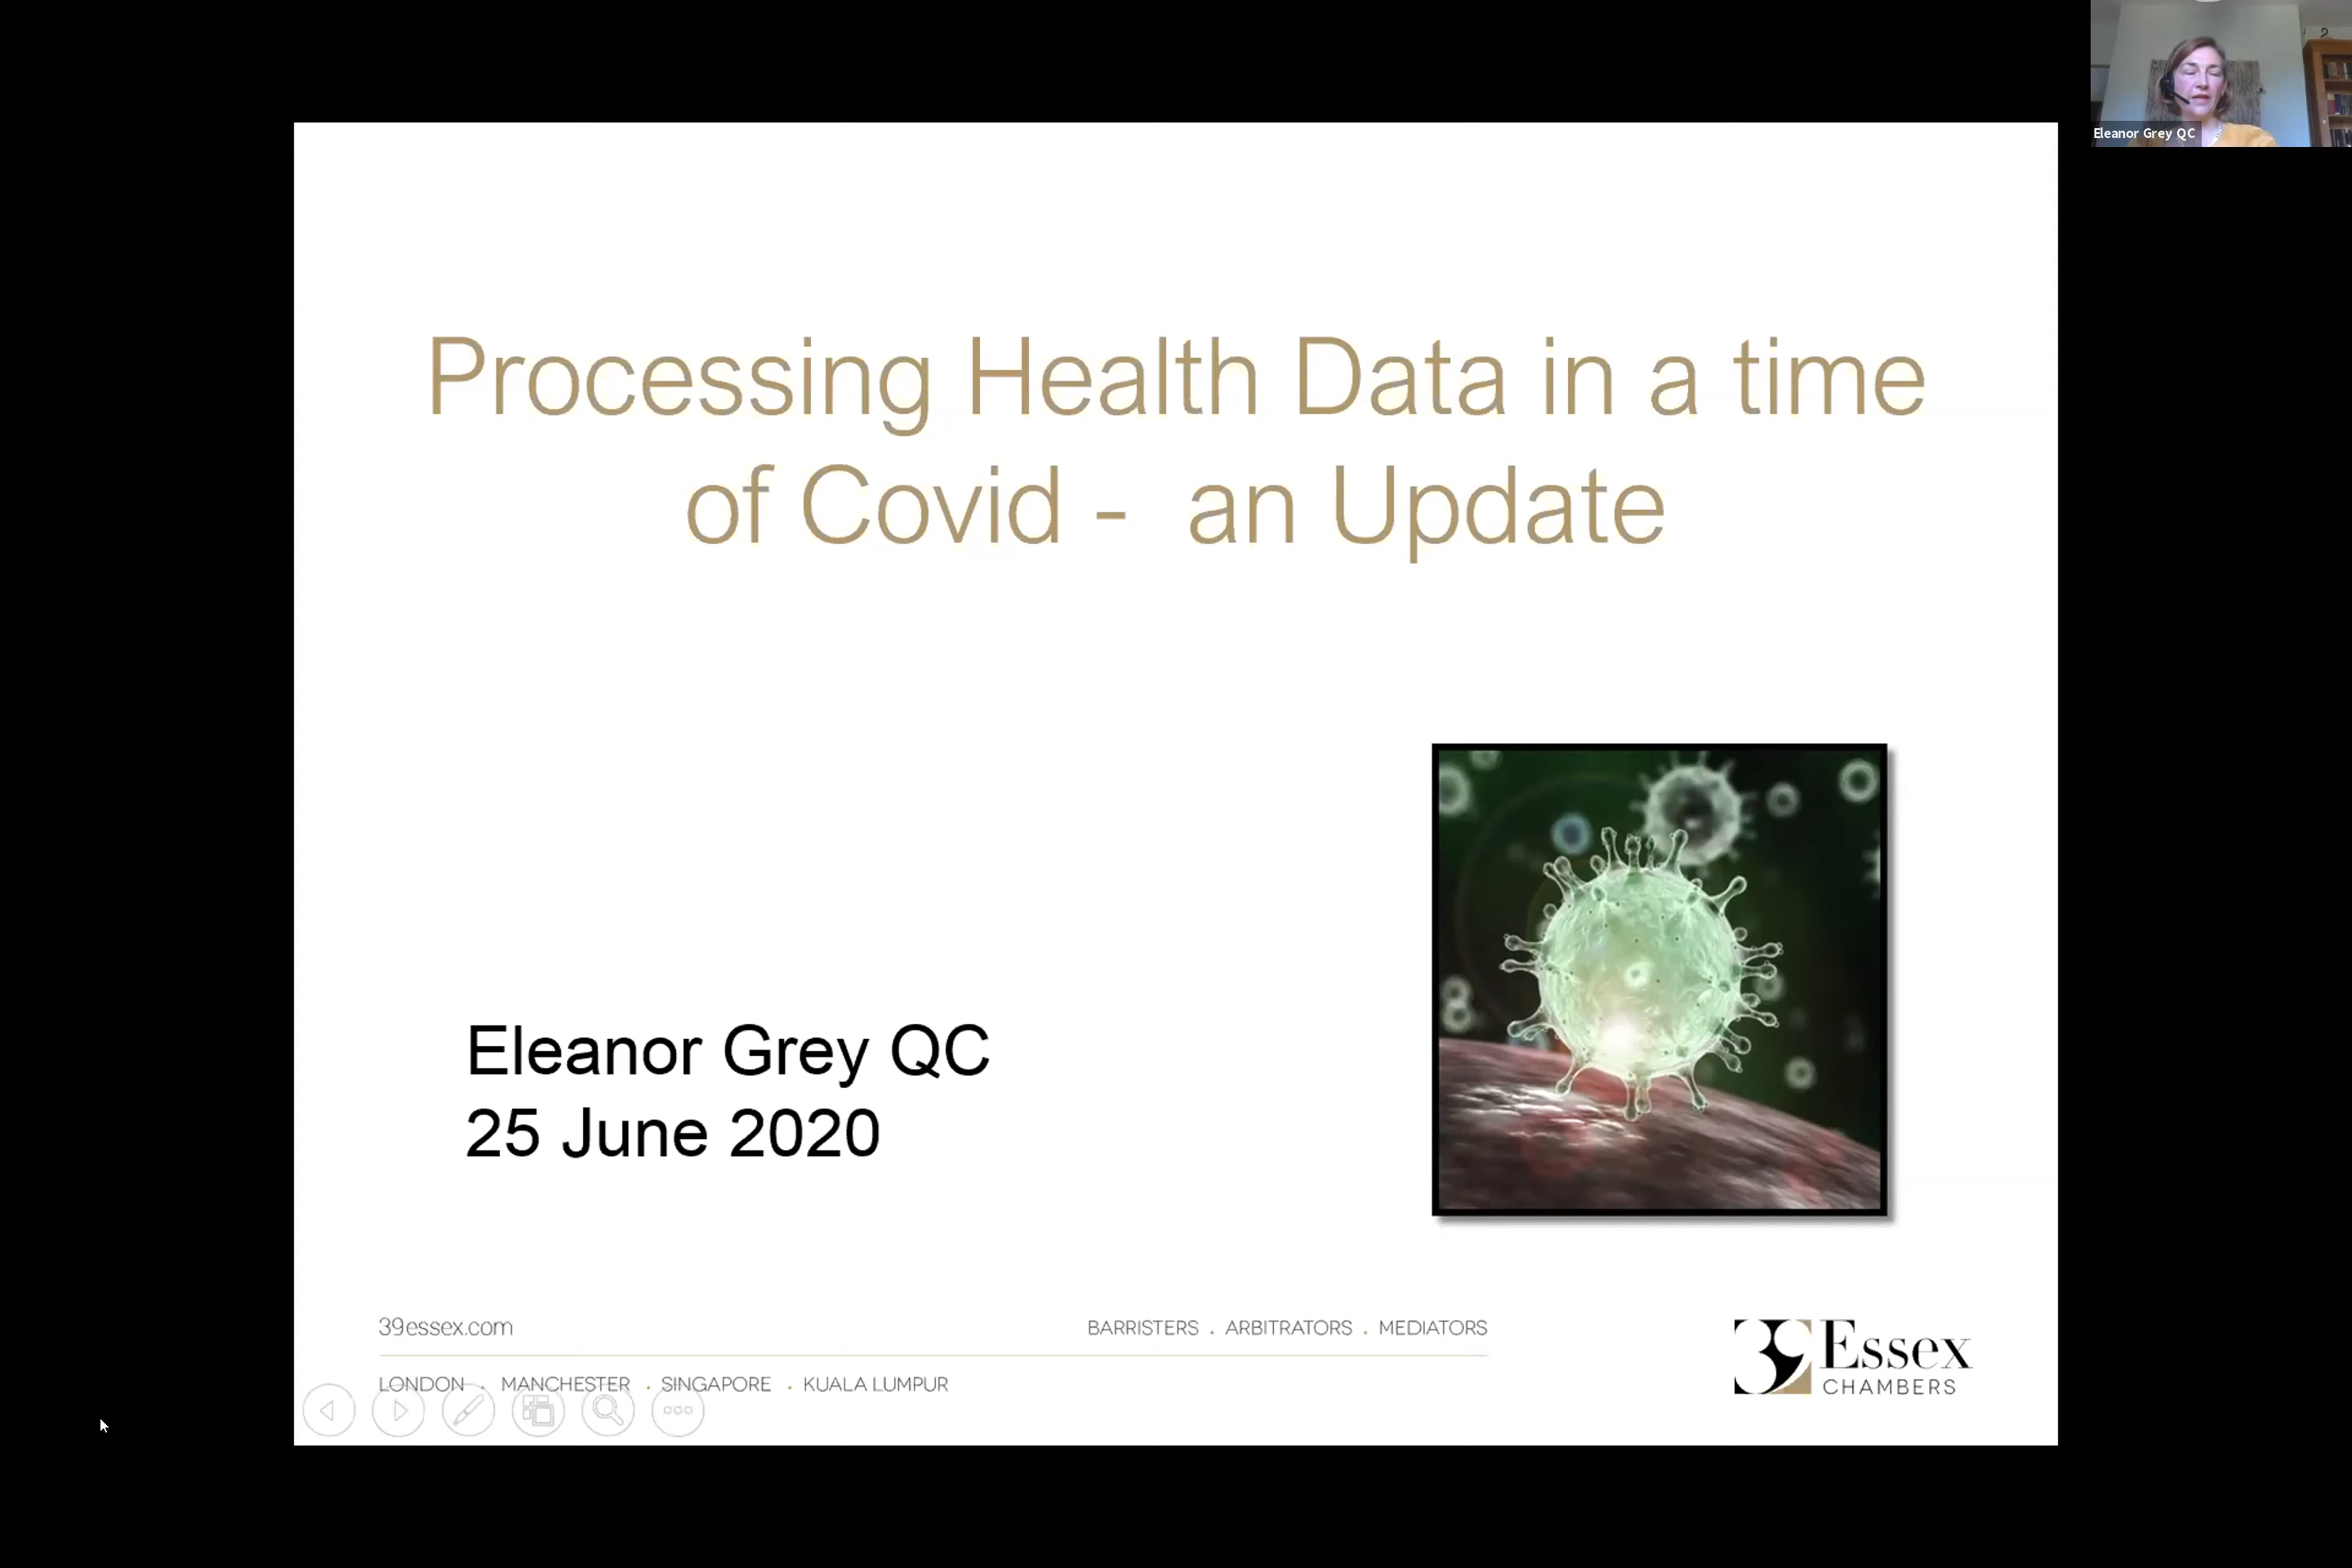 Eleanor Grey QC
Processing Health Data in a time
of Covid - an Update
Eleanor Grey QC
25 June 2020
39essex.com
BARRISTERS . ARBITRATORS . MEDIATORS
LONDON . MANCHESTER . SINGAPORE . KUALA LUMPUR
39 ESSEX
CHAMBERS